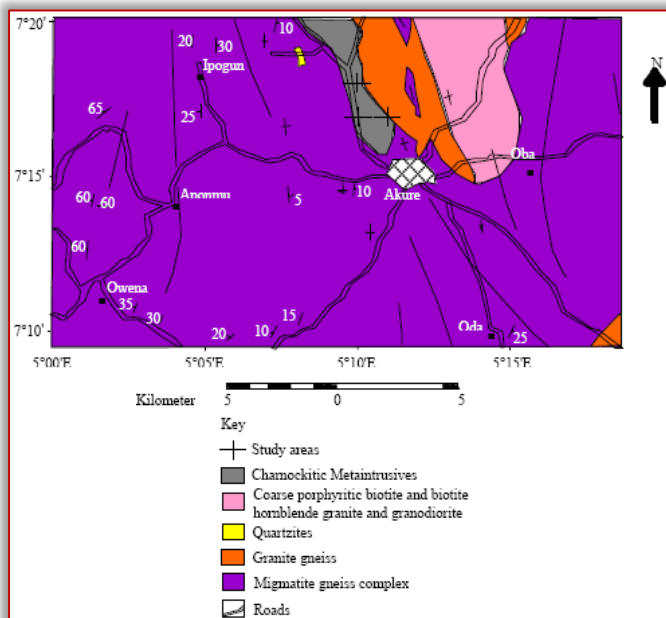 7°20'
10
20
30
Ipogun
65
25
N
7°15'
Oba
60
60
Aponmu
5
10
Akure
60
Owena
35
30
20
10
15
Oda
25
7°10'
5°00'E
5°05'E
5°10'E
5°15'E
Kilometer
5
0
5
Key
Study areas
Charnockitic Metaintrusives
Coarse porphyritic biotite and biotite
hornblende granite and granodiorite
Quartzites
Granite gneiss
Migmatite gneiss complex
Roads